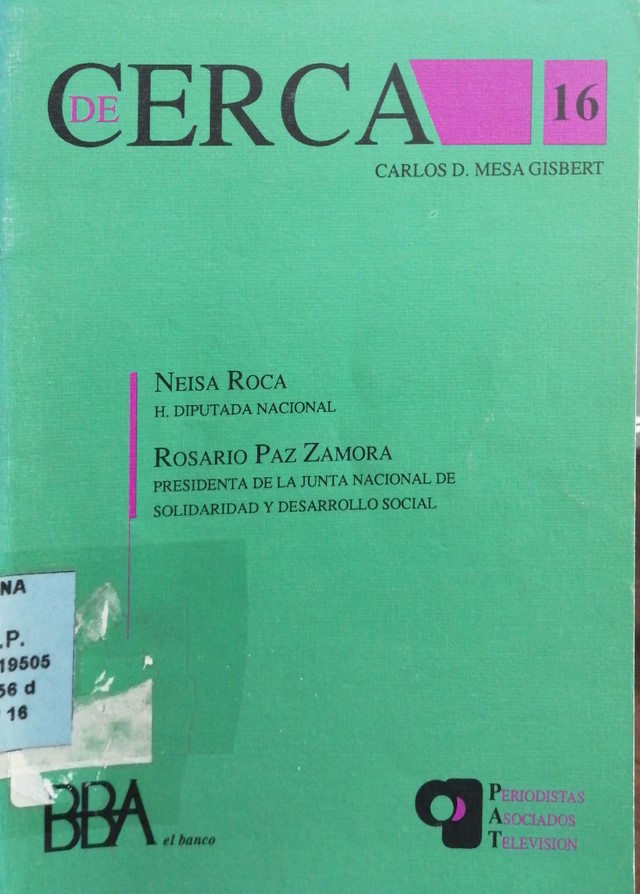 DE CERCA 16
CARLOS D. MESA GISBERT
NEISA ROCA
H. DIPUTADA NACIONAL
ROSARIO PAZ ZAMORA
PRESIDENTA DE LA JUNTA NACIONAL DE
SOLIDARIDAD Y DESARROLLO SOCIAL
NA
.P.
19505
56 d
16
BBA el banco
PERIODISTAS
ASOCIADOS
TELEVISION